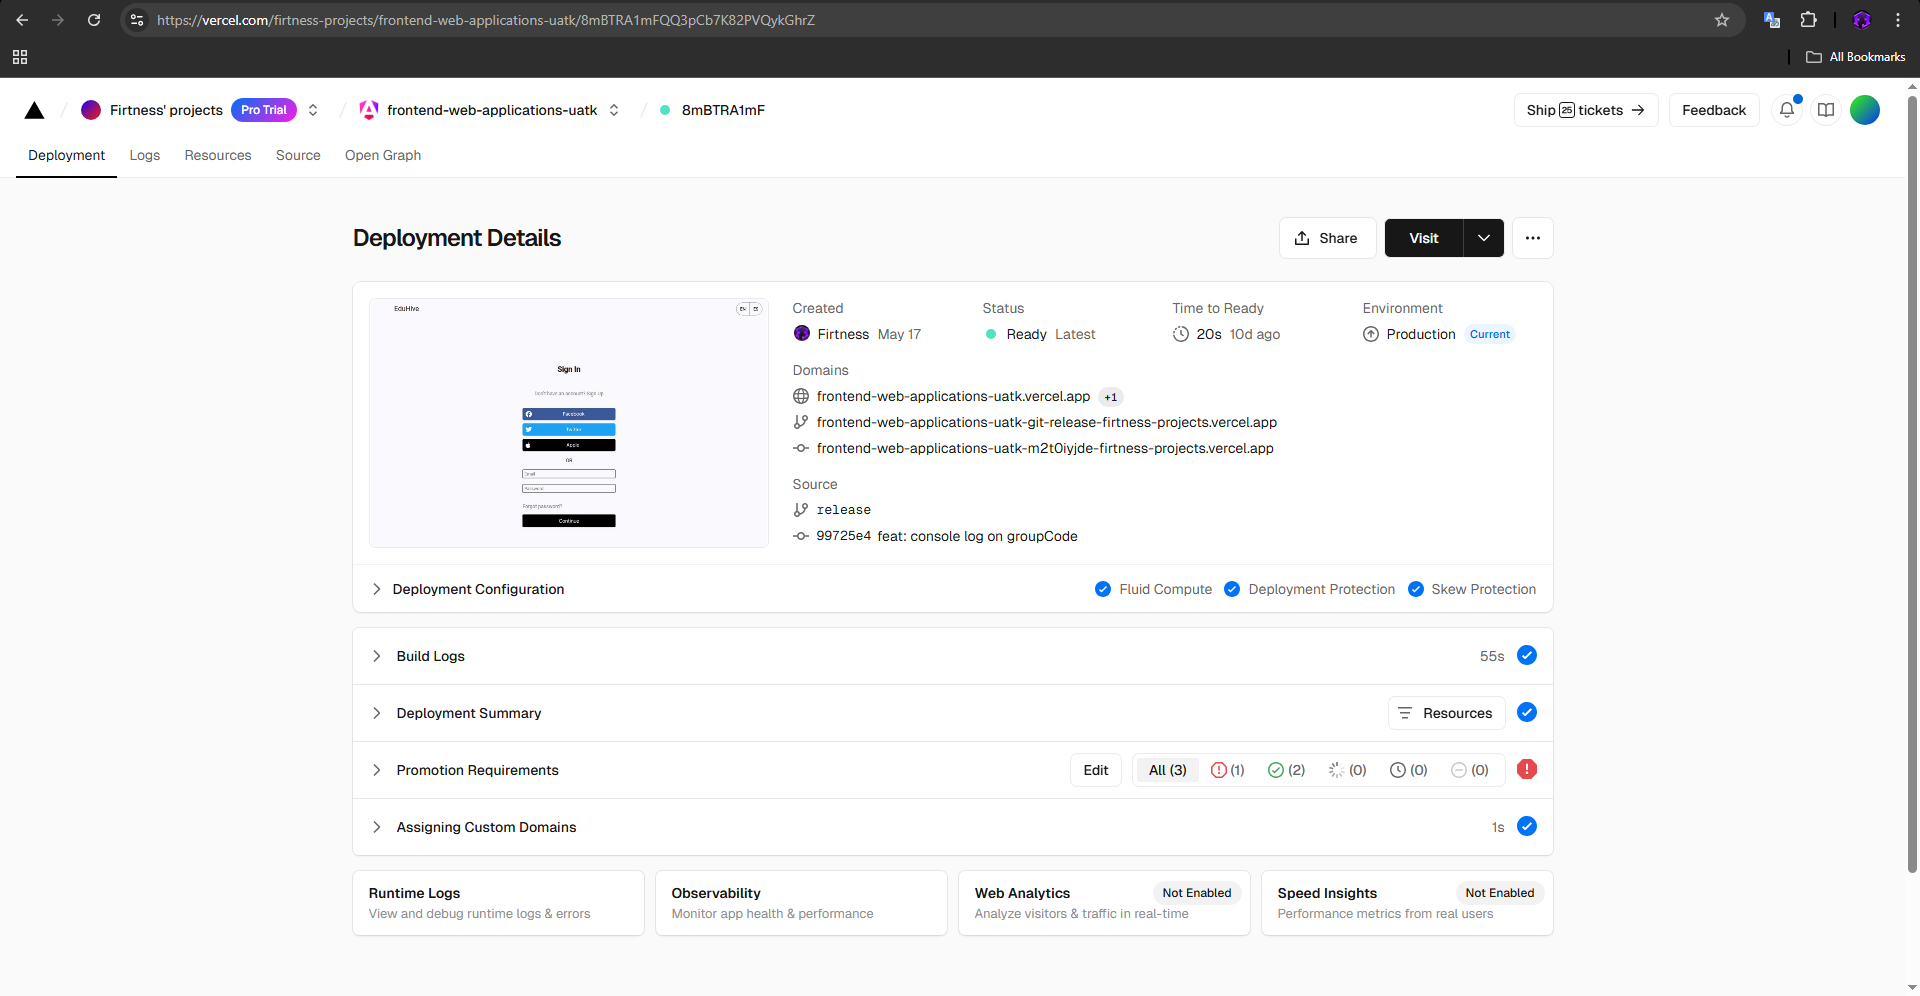 https://vercel.com/firtness-projects/frontend-web-applications-uatk/8mBTRA1mFQQ3pCb7K82PVQykGhrZ
All Bookmarks
Firtness' projects Pro Trial frontend-web-applications-uatk 8mBTRA1mF Ship 25 tickets Feedback
Deployment Logs Resources Source Open Graph
Deployment Details Share Visit
EduHive
Sign In
Don't have an account? Sign up
Facebook
Twitter
Apple
OR
Email
Password
Forgot password?
Continue
Created Status Time to Ready Environment
Firtness May 17 Ready Latest 20s 10d ago Production Current
Domains
frontend-web-applications-uatk.vercel.app +1
frontend-web-applications-uatk-git-release-firtness-projects.vercel.app
frontend-web-applications-uatk-m2t0iyjde-firtness-projects.vercel.app
Source
release
99725e4 feat: console log on groupCode
Deployment Configuration Fluid Compute Deployment Protection Skew Protection
Build Logs 55s
Deployment Summary Resources
Promotion Requirements Edit All (3) (1) (2) (0) (0) (0)
Assigning Custom Domains 1s
Runtime Logs Observability Web Analytics Not Enabled Speed Insights Not Enabled
View and debug runtime logs & errors Monitor app health & performance Analyze visitors & traffic in real-time Performance metrics from real users